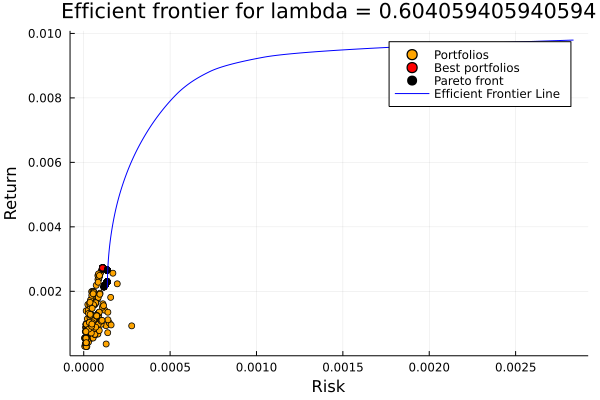 Efficient frontier for lambda = 0.604059405940594
Return
0.010
0.008
0.006
0.004
0.002
Portfolios
Best portfolios
Pareto front
Efficient Frontier Line
0.0000
0.0005
0.0010
0.0015
0.0020
0.0025
Risk